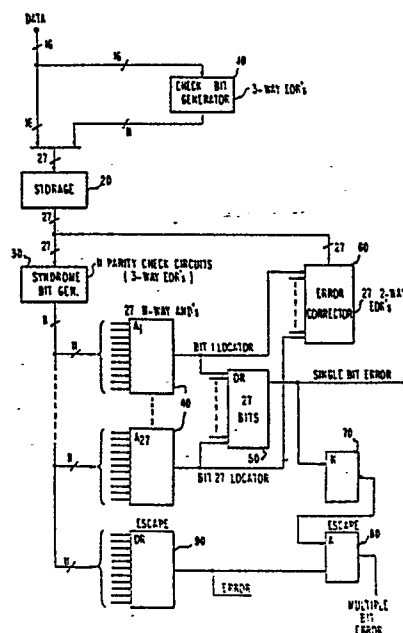 DATA
16
16
10
CHECK BIT
GENERATOR
3-WAY EOR'S
16
11
27
STORAGE
20
27
27
27
30
60
SYNDROME
BIT GEN.
11 PARITY CHECK CIRCUITS
(3-WAY EOR'S)
ERROR
CORRECTOR
27 2-WAY
EOR'S
11
27 11-WAY AND'S
A1
11
BIT 1 LOCATOR
40
OR
27
BITS
50
SINGLE BIT ERROR
A27
11
BIT 27 LOCATOR
70
N
ESCAPE
OR
11
90
ERROR
ESCAPE
80
&
MULTIPLE
BIT
ERROR